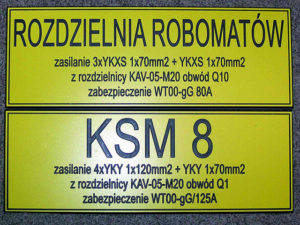 ROZDZIELNIA ROBOMATÓW
zasilanie 3xYKXS 1x70mm2 + YKXS 1x70mm2
z rozdzielnicy KAV-05-M20 obwód Q10
zabezpieczenie WT00-gG 80A
KSM 8
zasilanie 4xYKY 1x120mm2 + YKY 1x70mm2
z rozdzielnicy KAV-05-M20 obwód Q1
zabezpieczenie WT00-gG/125A